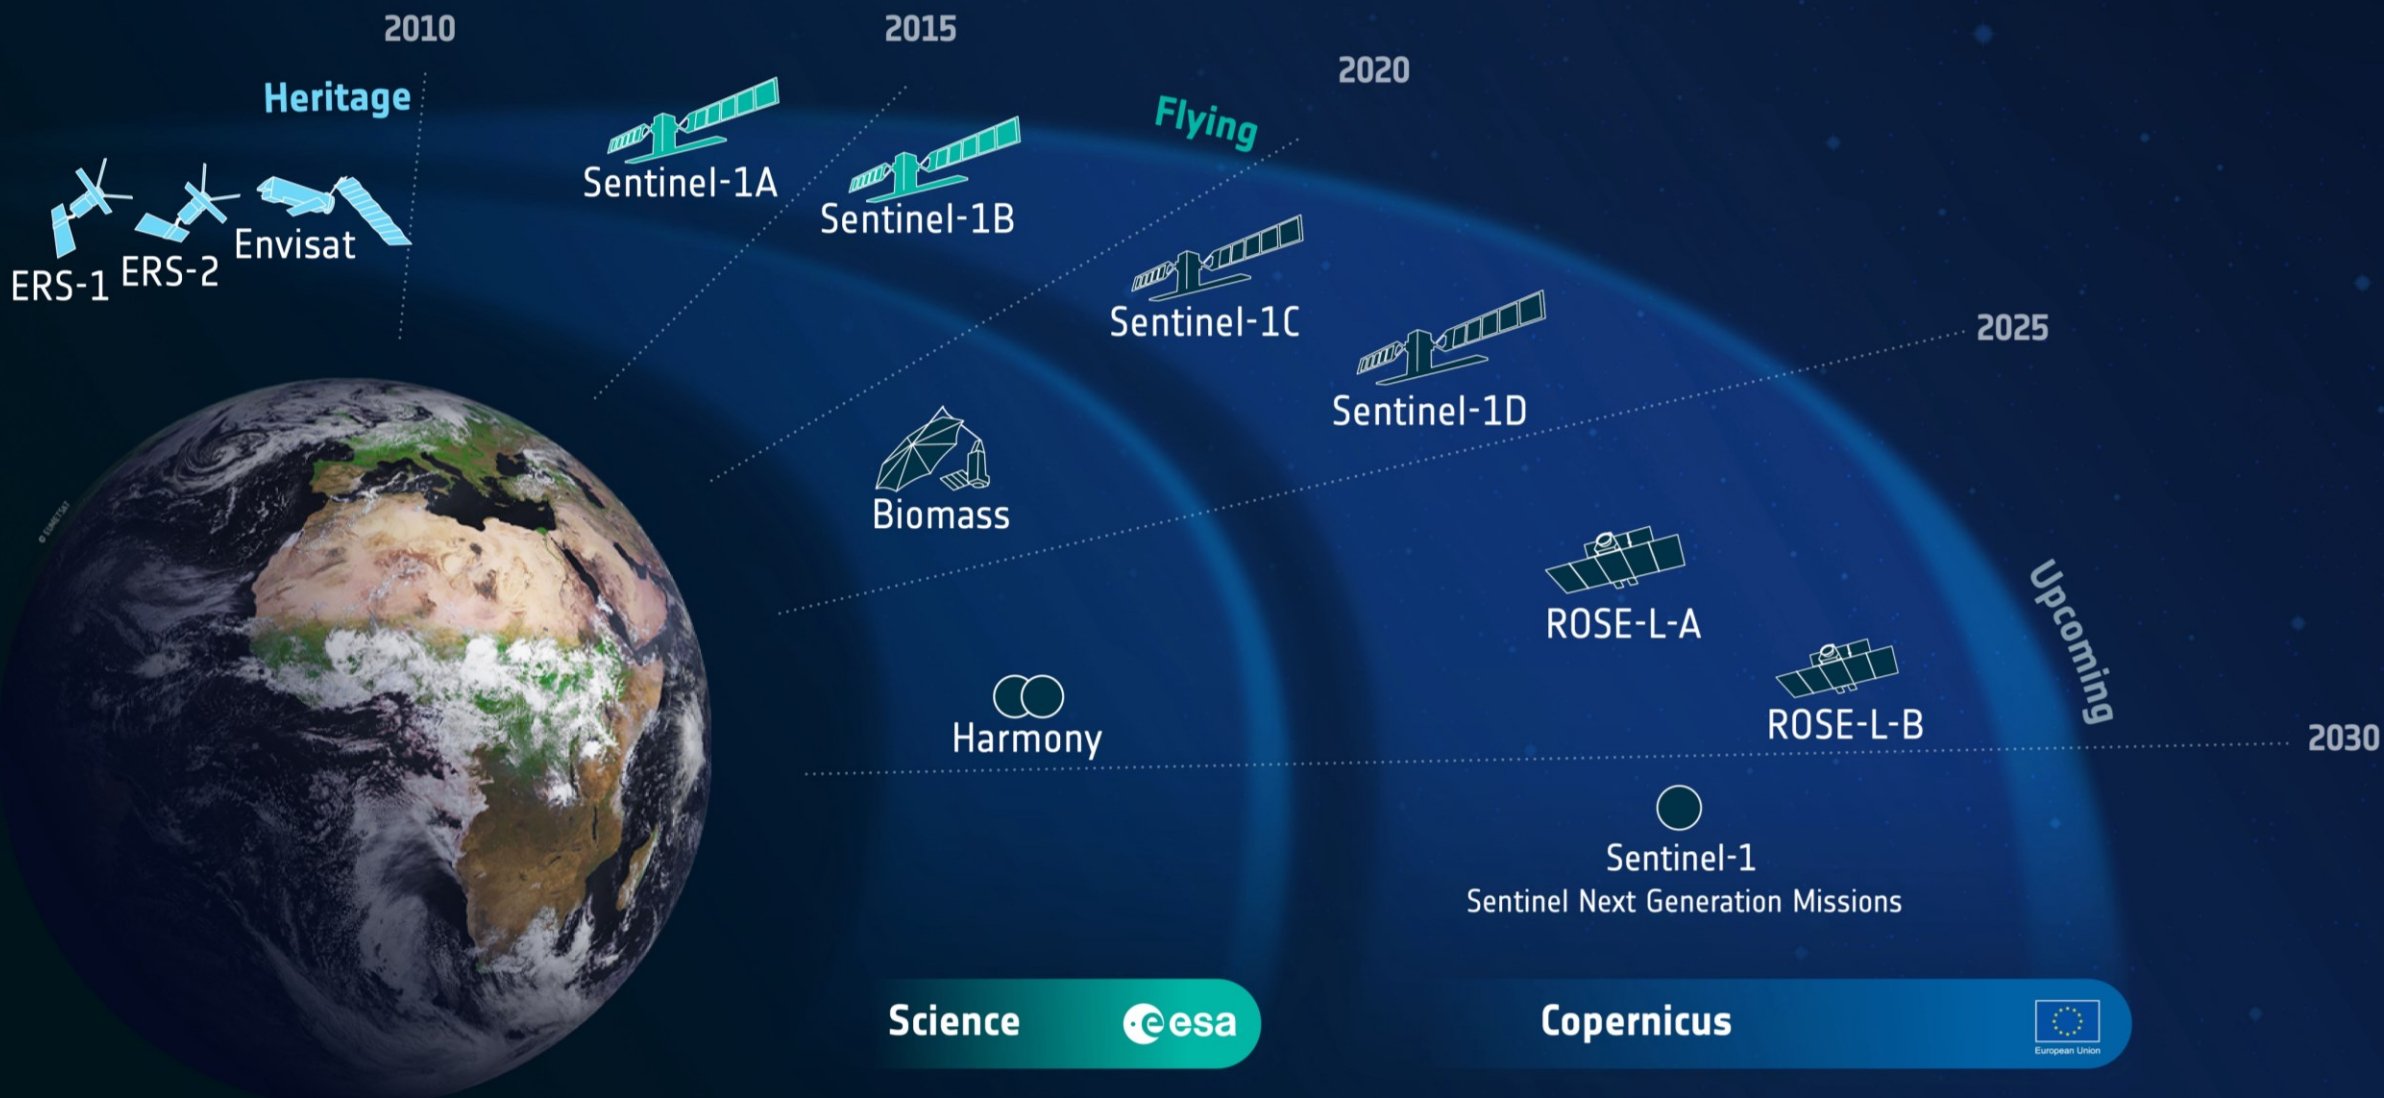 2010
2015
2020
Heritage
Flying
Sentinel-1A
Sentinel-1B
ERS-1
ERS-2
Envisat
Sentinel-1C
2025
Sentinel-1D
Biomass
© EUMETSAT
ROSE-L-A
Upcoming
ROSE-L-B
Harmony
2030
Sentinel-1
Sentinel Next Generation Missions
Science
esa
Copernicus
European Union